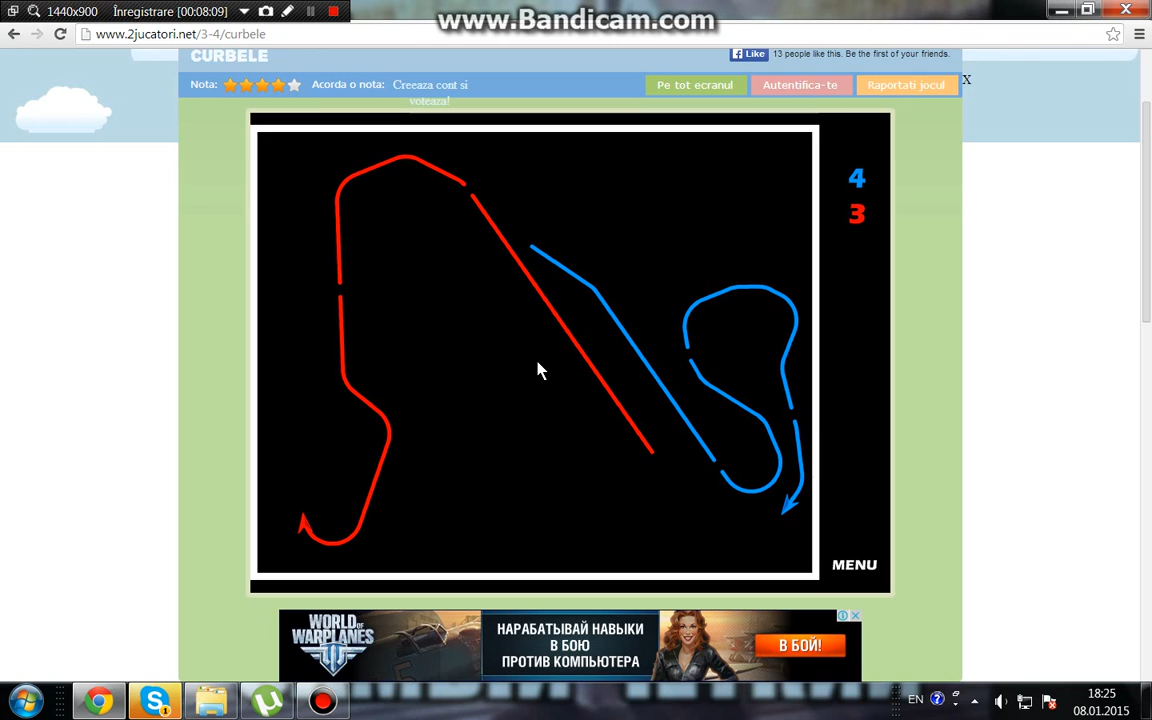 1440x900 Înregistrare [00:08:09]
www.Bandicam.com
www.2jucatori.net/3-4/curbele
CURBELE
Like 13 people like this. Be the first of your friends.
Nota: Acorda o nota: Creeaza cont si voteaza!
Pe tot ecranul Autentifica-te Raportati jocul
X
4
3
MENU
WORLD OF WARPLANES
НАРАБАТЫВАЙ НАВЫКИ
В БОЮ
ПРОТИВ КОМПЬЮТЕРА
В БОЙ!
EN 18:25
08.01.2015